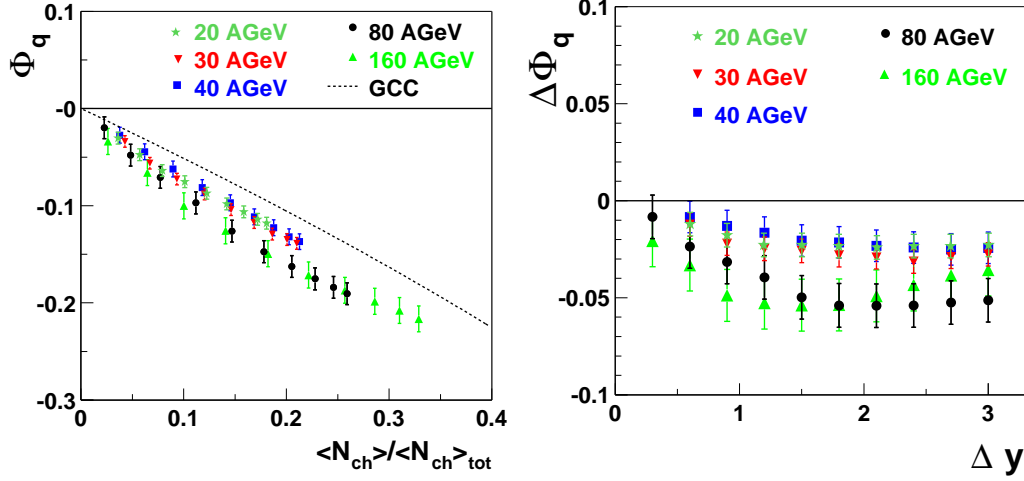 Φq
0.1
-0
-0.1
-0.2
-0.3
20 AGeV
30 AGeV
40 AGeV
80 AGeV
160 AGeV
GCC
0 0.1 0.2 0.3 0.4
<Nch>/<Nch>tot
ΔΦq
0.1
0.05
0
-0.05
-0.1
20 AGeV
30 AGeV
40 AGeV
80 AGeV
160 AGeV
0 1 2 3
Δ y